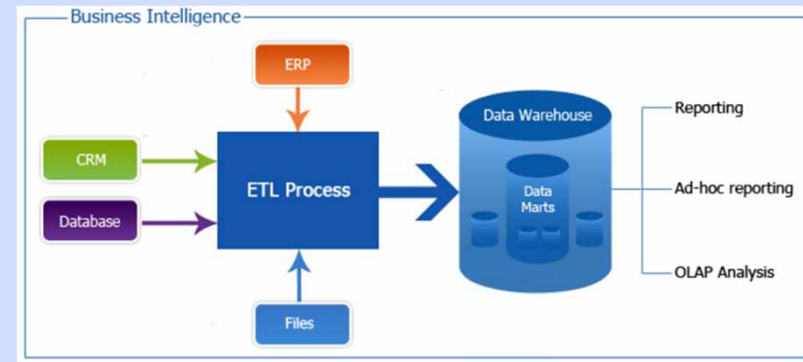 Business Intelligence
ERP
CRM
Database
ETL Process
Files
Data Warehouse
Data
Marts
Reporting
Ad-hoc reporting
OLAP Analysis